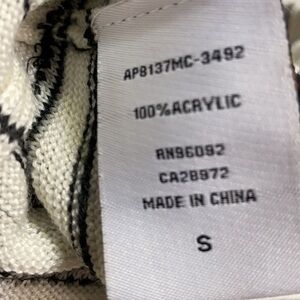 AP8137MC-3492
100% ACRYLIC
RN96092
CA28972
MADE IN CHINA
S